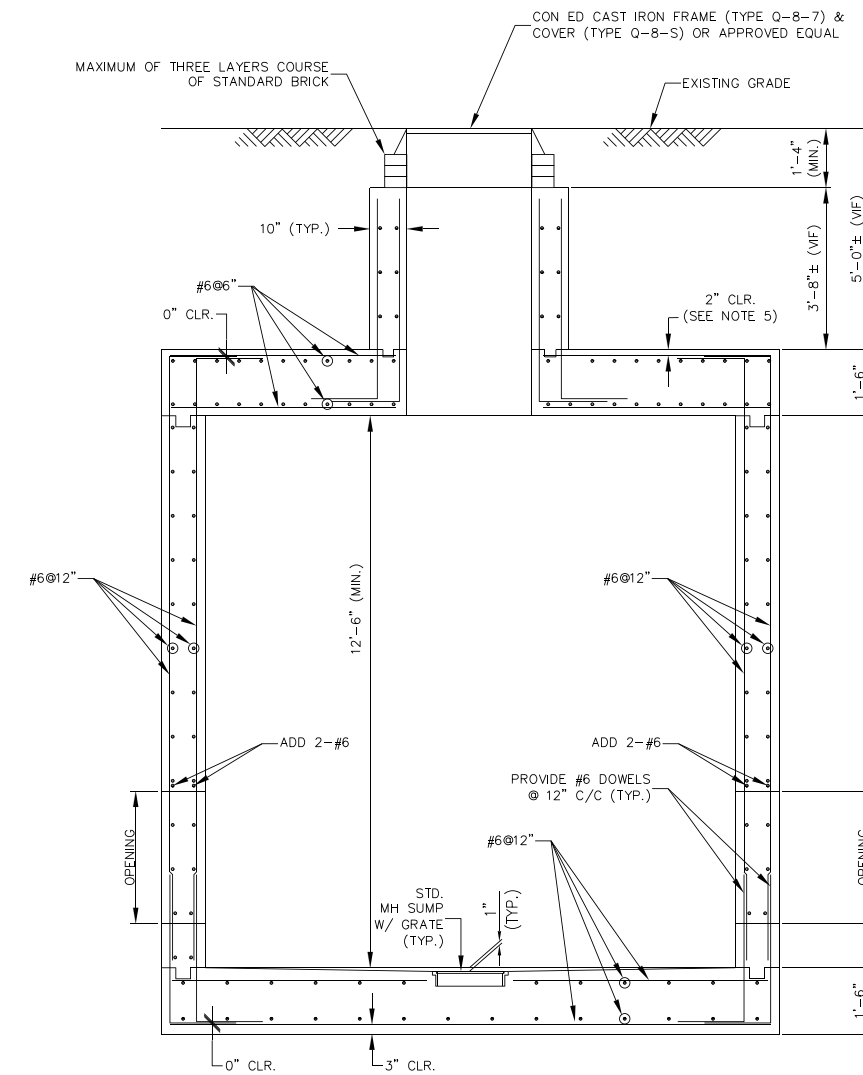 CON ED CAST IRON FRAME (TYPE Q-8-7) &
COVER (TYPE Q-8-S) OR APPROVED EQUAL
MAXIMUM OF THREE LAYERS COURSE
OF STANDARD BRICK
EXISTING GRADE
1'-4"
(MIN.)
10" (TYP.)
3'-8"± (VIF)
5'-0"± (VIF)
#6@6"
0" CLR.
2" CLR.
(SEE NOTE 5)
1'-6"
#6@12"
12'-6" (MIN.)
#6@12"
ADD 2-#6
ADD 2-#6
PROVIDE #6 DOWELS
@ 12" C/C (TYP.)
OPENING
OPENING
#6@12"
STD.
MH SUMP
W/ GRATE
(TYP.)
1"
(TYP.)
1'-6"
0" CLR.
3" CLR.